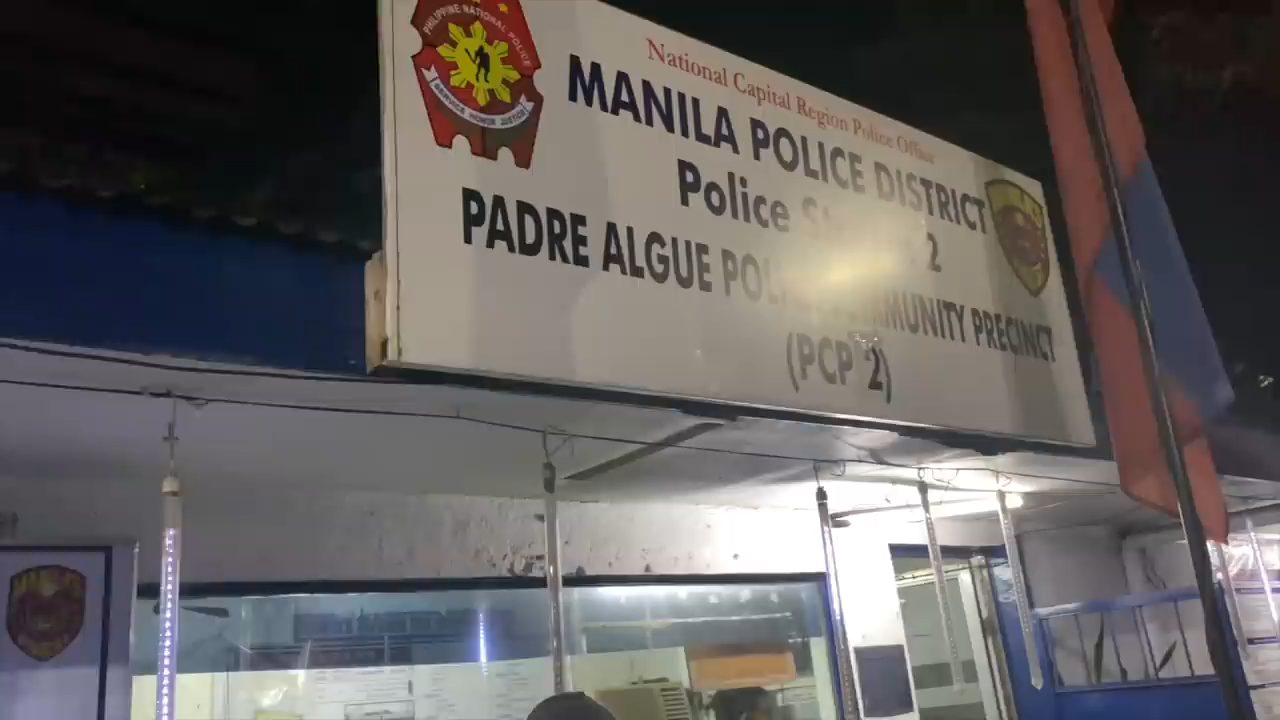 PHILIPPINE NATIONAL POLICE
SERVICE HONOR JUSTICE
National Capital Region Police Office
MANILA POLICE DISTRICT
Police 2
PADRE ALGUE COMMUNITY PRECINCT
(PCP 2)